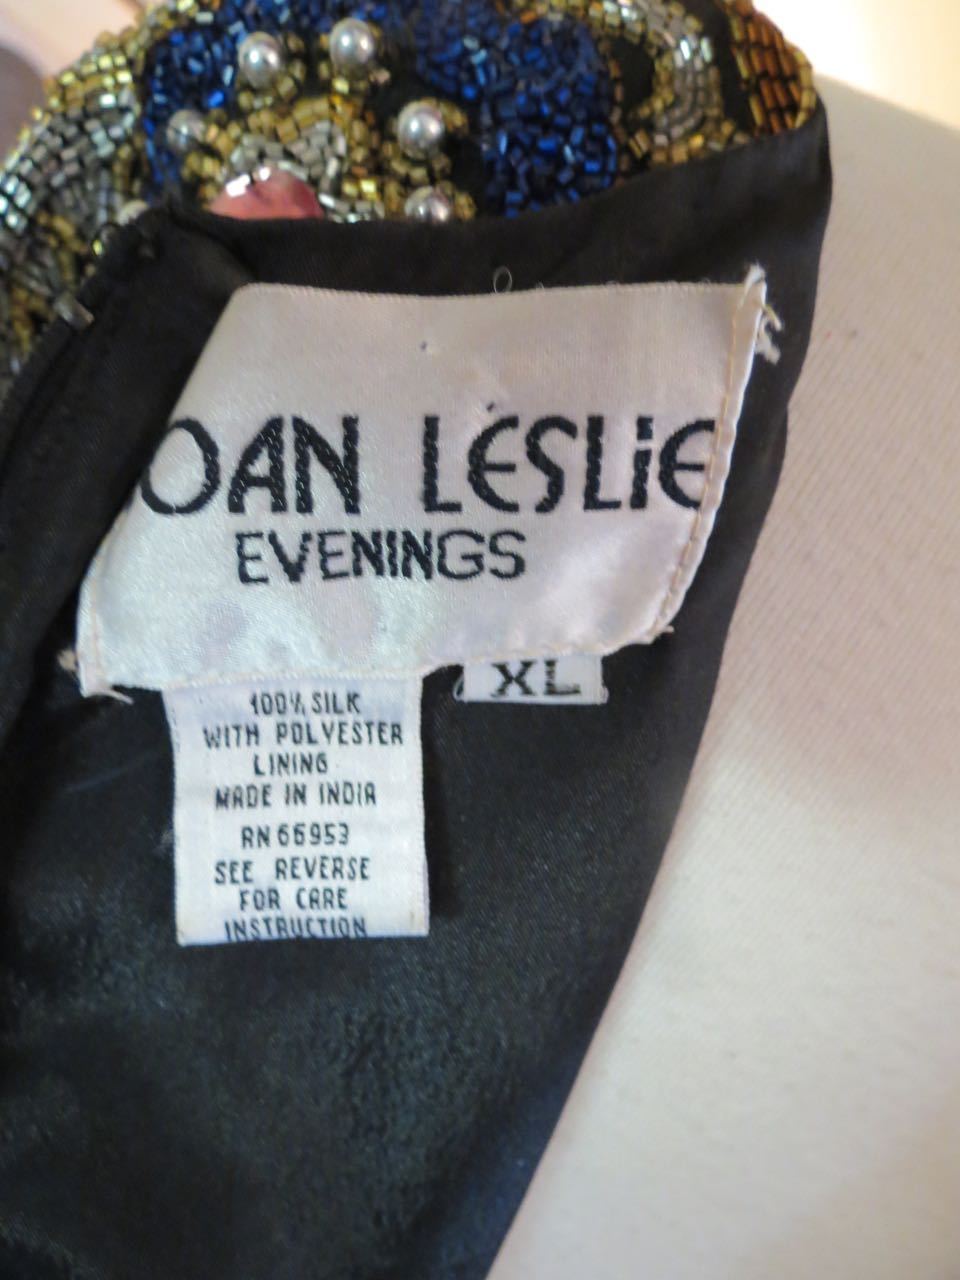 OAN LESLiE
EVENINGS
XL
100% SILK
WITH POLYESTER
LINING
MADE IN INDIA
RN 66953
SEE REVERSE
FOR CARE
INSTRUCTION